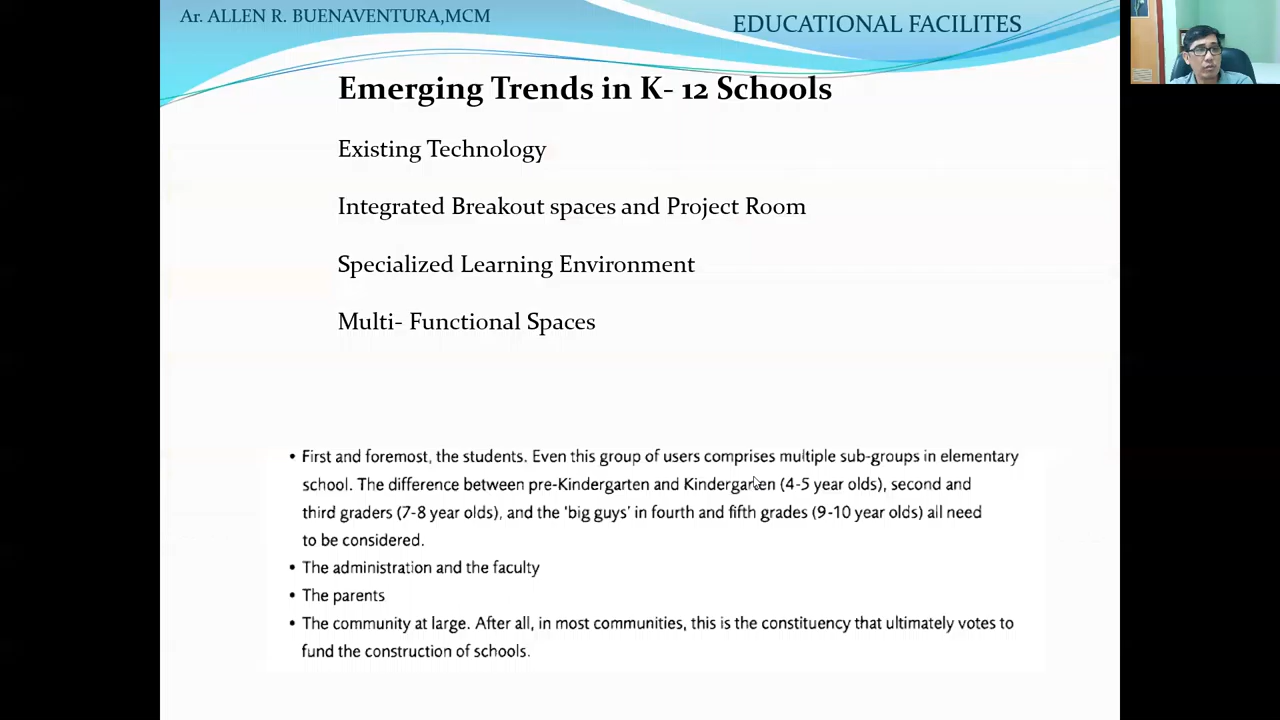 Ar. ALLEN R. BUENAVENTURA,MCM
EDUCATIONAL FACILITES
Emerging Trends in K- 12 Schools
Existing Technology
Integrated Breakout spaces and Project Room
Specialized Learning Environment
Multi- Functional Spaces
• First and foremost, the students. Even this group of users comprises multiple sub-groups in elementary
school. The difference between pre-Kindergarten and Kindergarten (4-5 year olds), second and
third graders (7-8 year olds), and the 'big guys' in fourth and fifth grades (9-10 year olds) all need
to be considered.
• The administration and the faculty
• The parents
• The community at large. After all, in most communities, this is the constituency that ultimately votes to
fund the construction of schools.